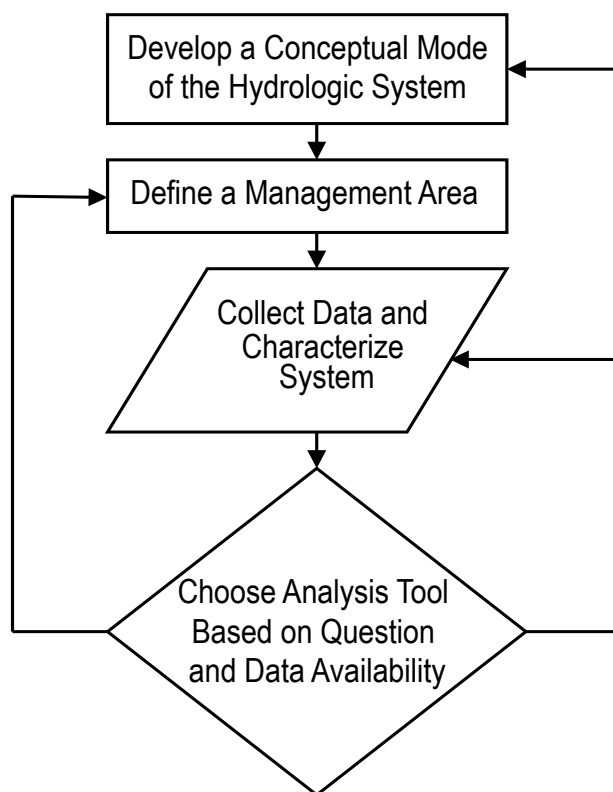 Develop a Conceptual Mode
of the Hydrologic System
Define a Management Area
Collect Data and
Characterize
System
Choose Analysis Tool
Based on Question
and Data Availability